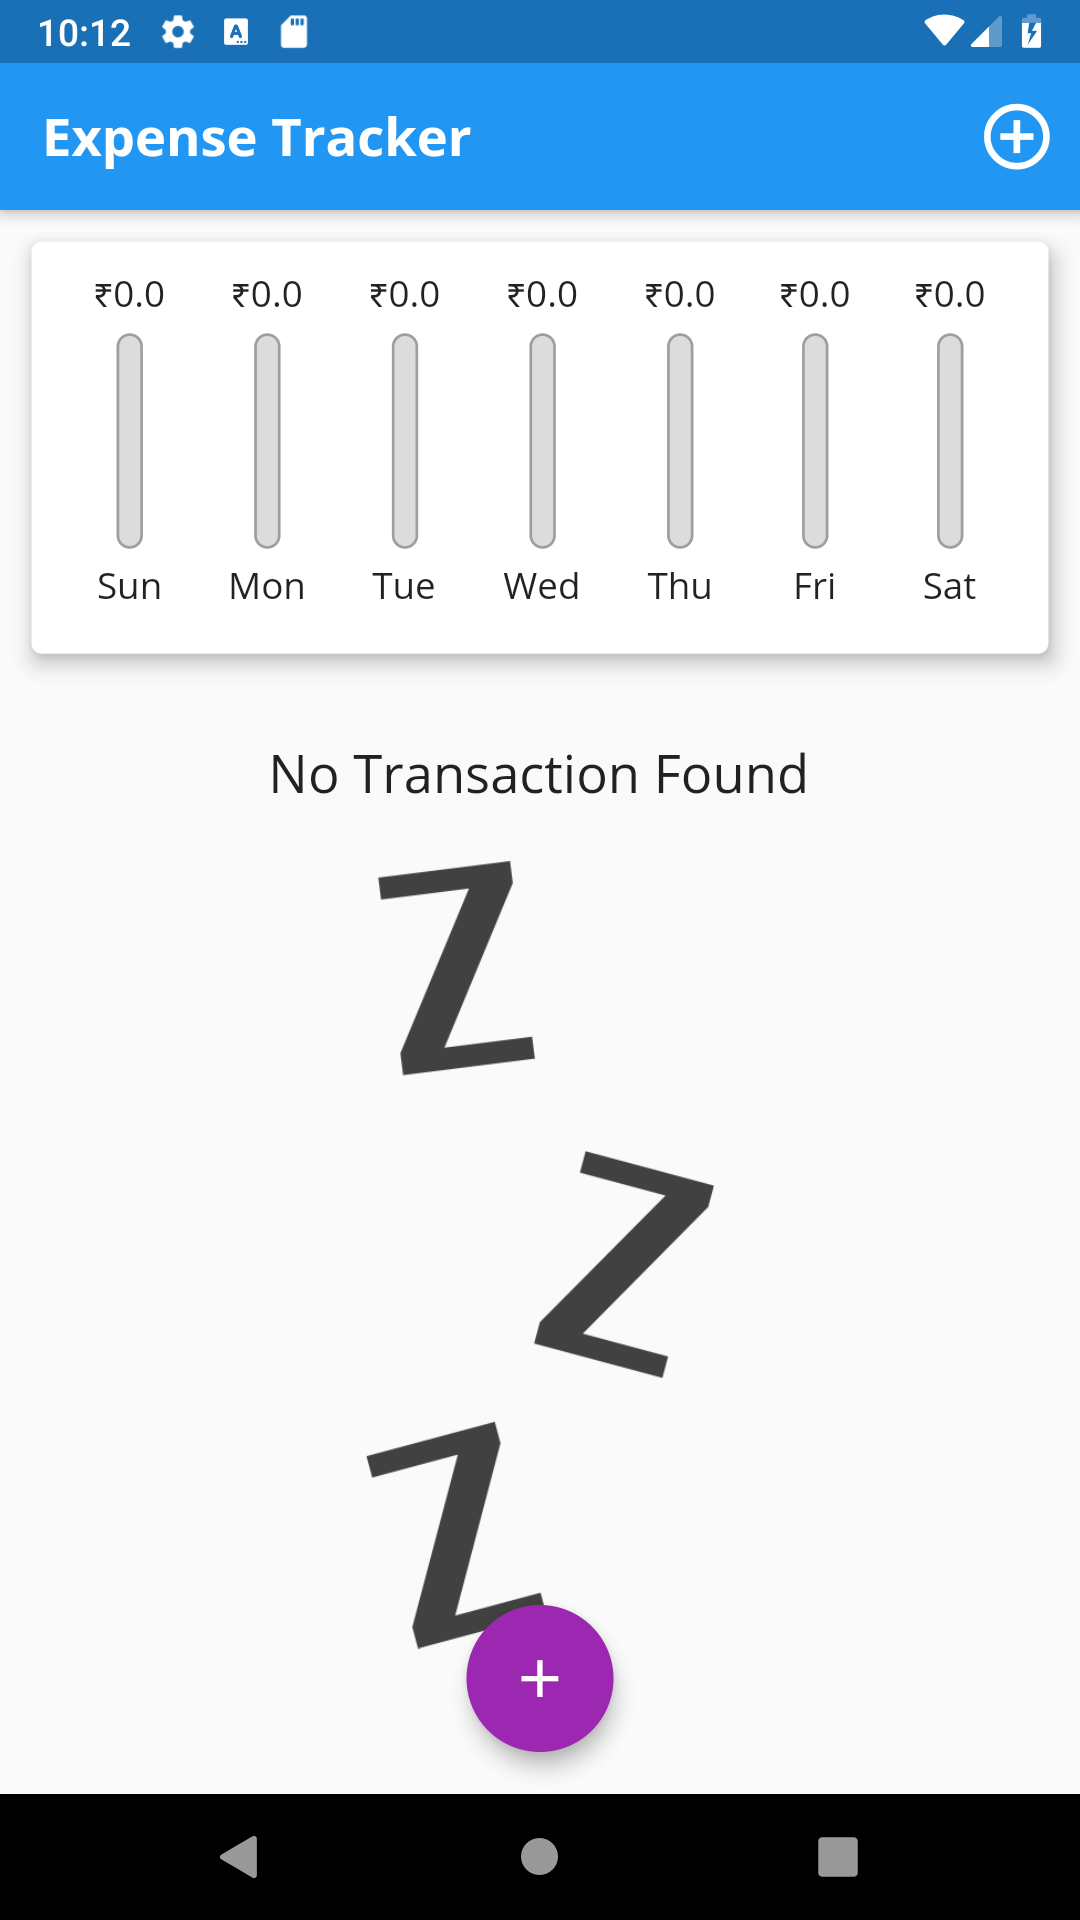 10:12
Expense Tracker
₹0.0 ₹0.0 ₹0.0 ₹0.0 ₹0.0 ₹0.0 ₹0.0
Sun Mon Tue Wed Thu Fri Sat
No Transaction Found
Z
Z
Z